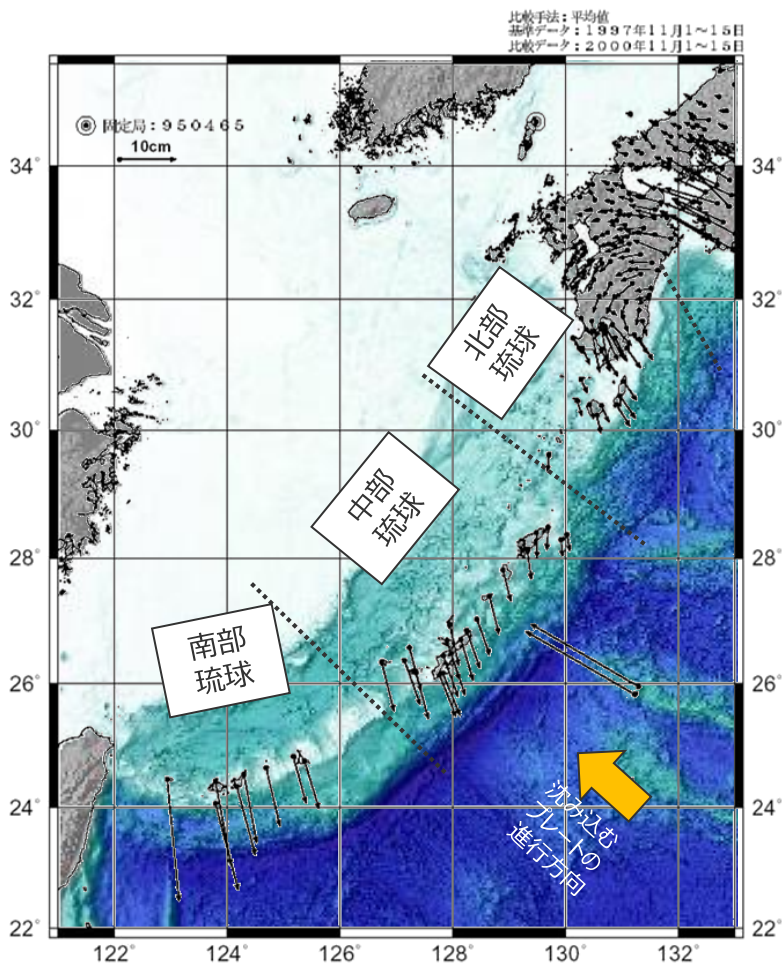 比較手法：平均値
基準データ：１９９７年１１月１～１５日
比較データ：２０００年１１月１～１５日
固定局：９５０４６５
10cm
34°
34°
32°
32°
30°
30°
28°
28°
26°
26°
24°
24°
22°
22°
北部
琉球
中部
琉球
南部
琉球
沈み込む
プレートの
進行方向
122
124
126
128
130
132